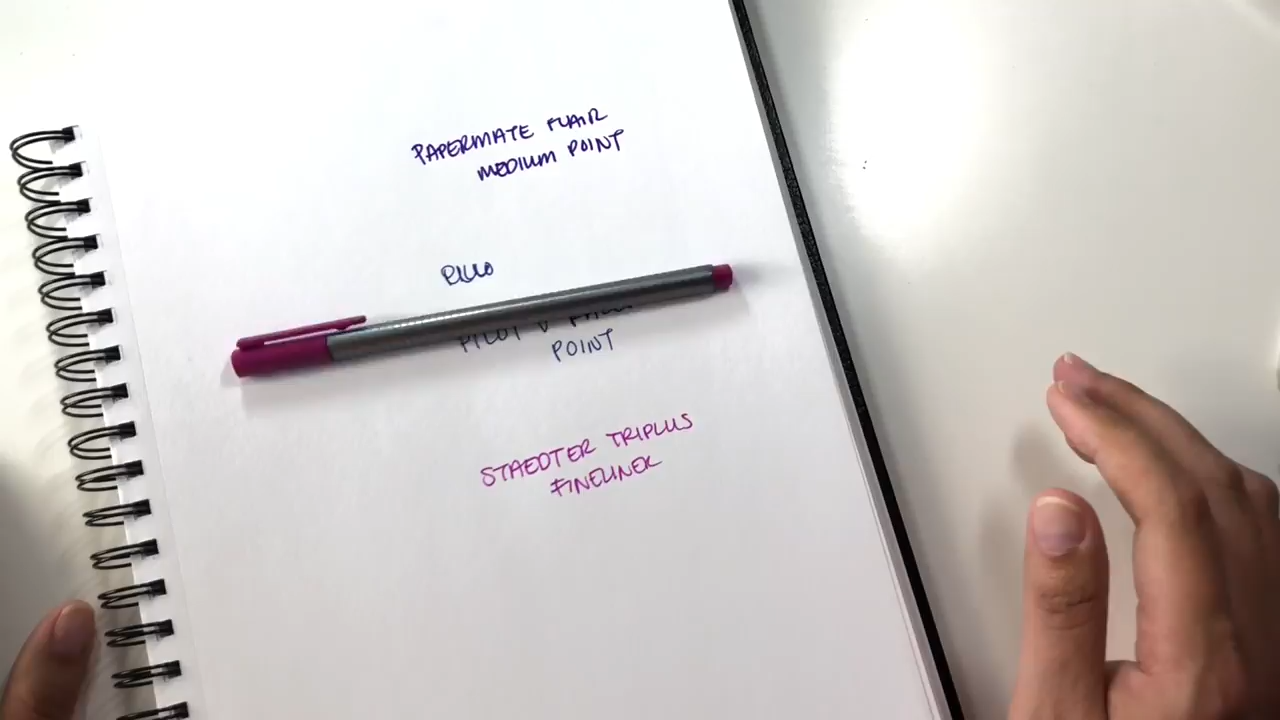 PAPERMATE FLAIR
MEDIUM POINT
PILOT V
POINT
STAEDTER TRIPLUS
FINELINER